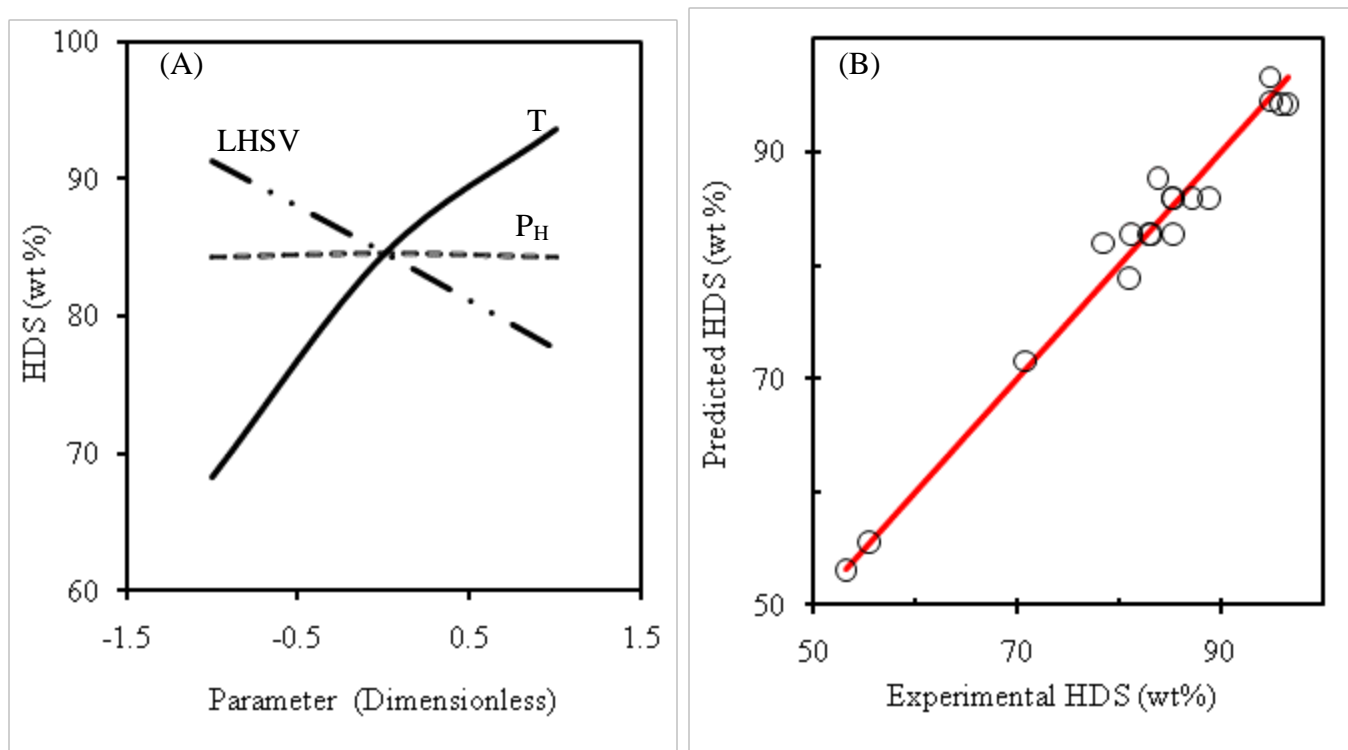 (A)
100
90
80
70
60
HDS (wt %)
LHSV
T
P_H
-1.5
-0.5
0.5
1.5
Parameter (Dimensionless)
(B)
90
70
50
Predicted HDS (wt %)
50
70
90
Experimental HDS (wt%)